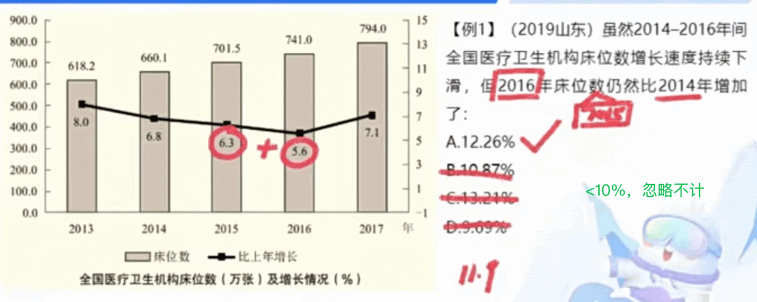 900.0
800.0
700.0
600.0
500.0
400.0
300.0
200.0
100.0
0.0
618.2
660.1
701.5
741.0
794.0
8.0
6.8
6.3
+
5.6
7.1
15
13
11
9
7
5
3
1
-1
2013
2014
2015
2016
2017
年
床位数
比上年增长
全国医疗卫生机构床位数（万张）及增长情况（%）
【例1】（2019山东）虽然2014–2016年间
全国医疗卫生机构床位数增长速度持续下
滑，但2016年床位数仍然比2014年增加
了：
2015
A.12.26%
B.10.87%
C.13.21%
D.9.69%
<10%，忽略不计
11.9